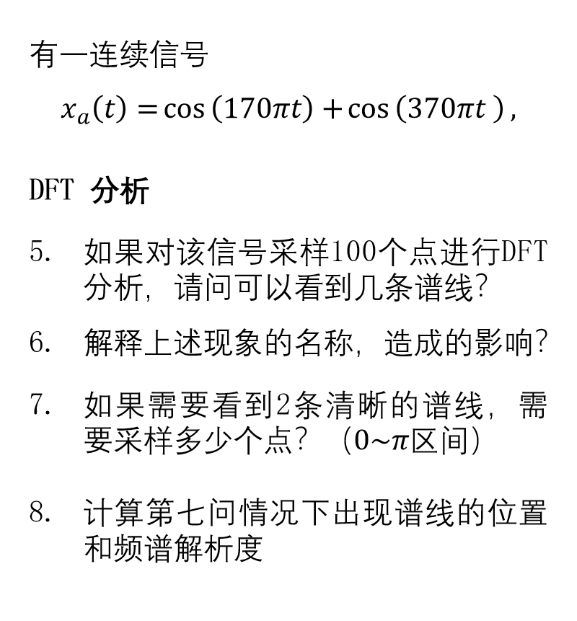 有一连续信号
xₐ(t) = cos (170πt) + cos (370πt ),
DFT 分析
5. 如果对该信号采样100个点进行DFT
分析，请问可以看到几条谱线？
6. 解释上述现象的名称，造成的影响？
7. 如果需要看到2条清晰的谱线，需
要采样多少个点？（0~π区间）
8. 计算第七问情况下出现谱线的位置
和频谱解析度